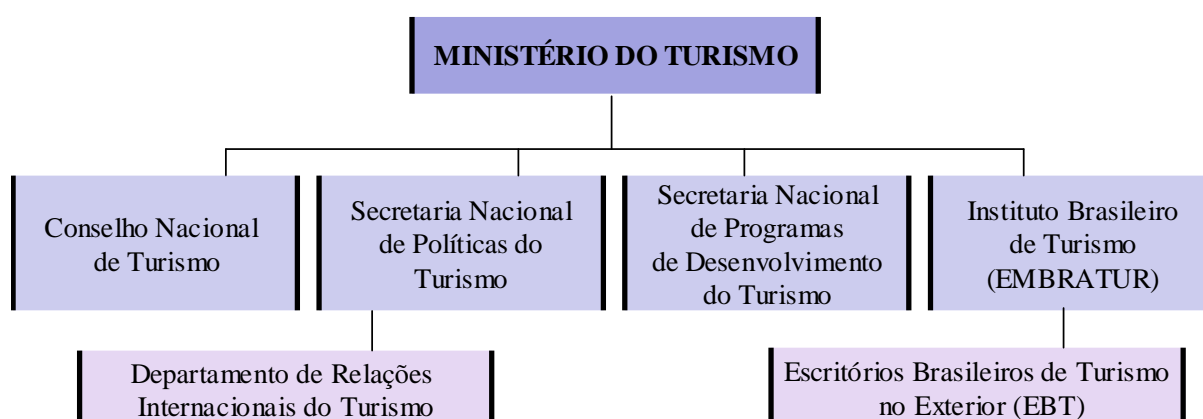 MINISTÉRIO DO TURISMO
Conselho Nacional
de Turismo
Secretaria Nacional
de Políticas do
Turismo
Secretaria Nacional
de Programas
de Desenvolvimento
do Turismo
Instituto Brasileiro
de Turismo
(EMBRATUR)
Departamento de Relações
Internacionais do Turismo
Escritórios Brasileiros de Turismo
no Exterior (EBT)